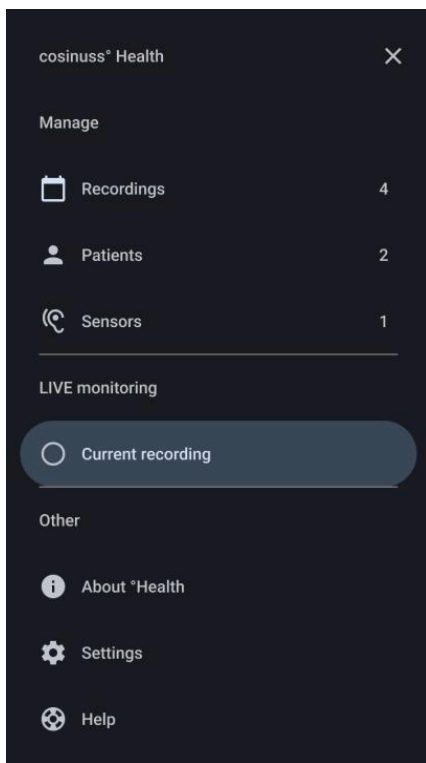 cosinuss° Health
Manage
Recordings 4
Patients 2
Sensors 1
LIVE monitoring
Current recording
Other
About °Health
Settings
Help